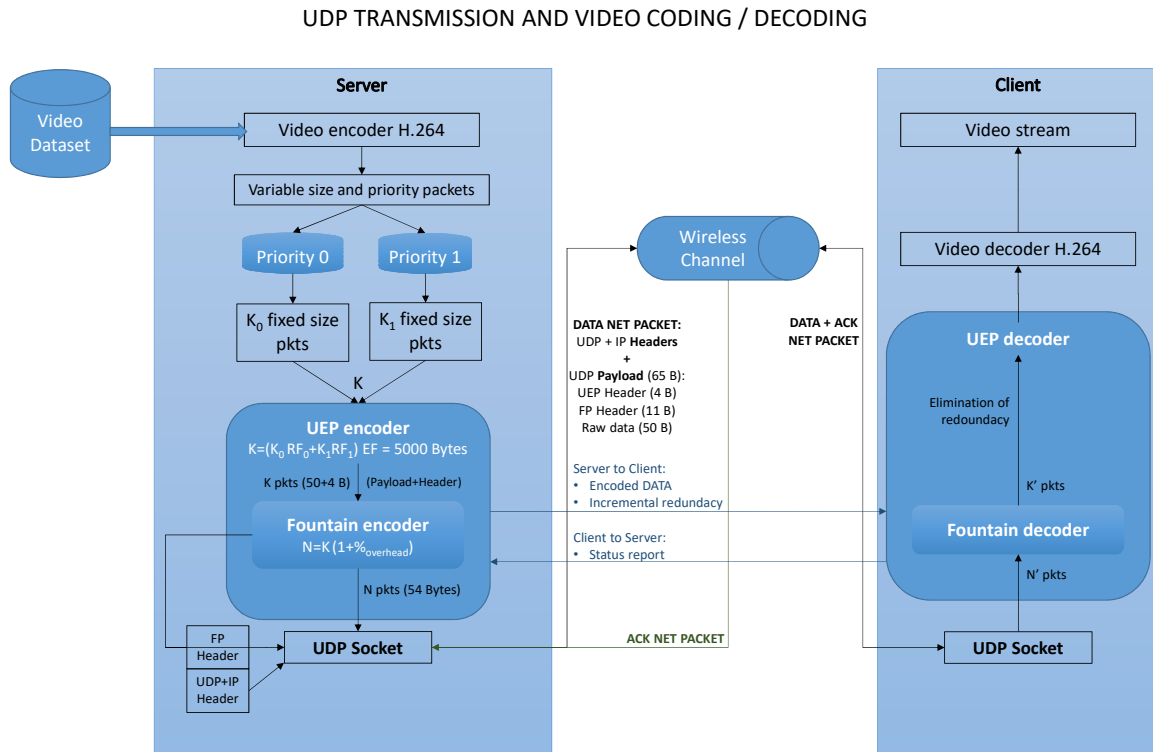 UDP TRANSMISSION AND VIDEO CODING / DECODING
Video
Dataset
Server
Video encoder H.264
Variable size and priority packets
Priority 0
Priority 1
K0 fixed size
pkts
K1 fixed size
pkts
K
UEP encoder
K=(K0 RF0+K1RF1) EF = 5000 Bytes
K pkts (50+4 B)
(Payload+Header)
Fountain encoder
N=K (1+%overhead)
N pkts (54 Bytes)
FP
Header
UDP+IP
Header
UDP Socket
Wireless
Channel
DATA NET PACKET:
UDP + IP Headers
+
UDP Payload (65 B):
UEP Header (4 B)
FP Header (11 B)
Raw data (50 B)
DATA + ACK
NET PACKET
Server to Client:
• Encoded DATA
• Incremental redundacy
Client to Server:
• Status report
ACK NET PACKET
Client
Video stream
Video decoder H.264
UEP decoder
Elimination of
redoundacy
K' pkts
Fountain decoder
N' pkts
UDP Socket